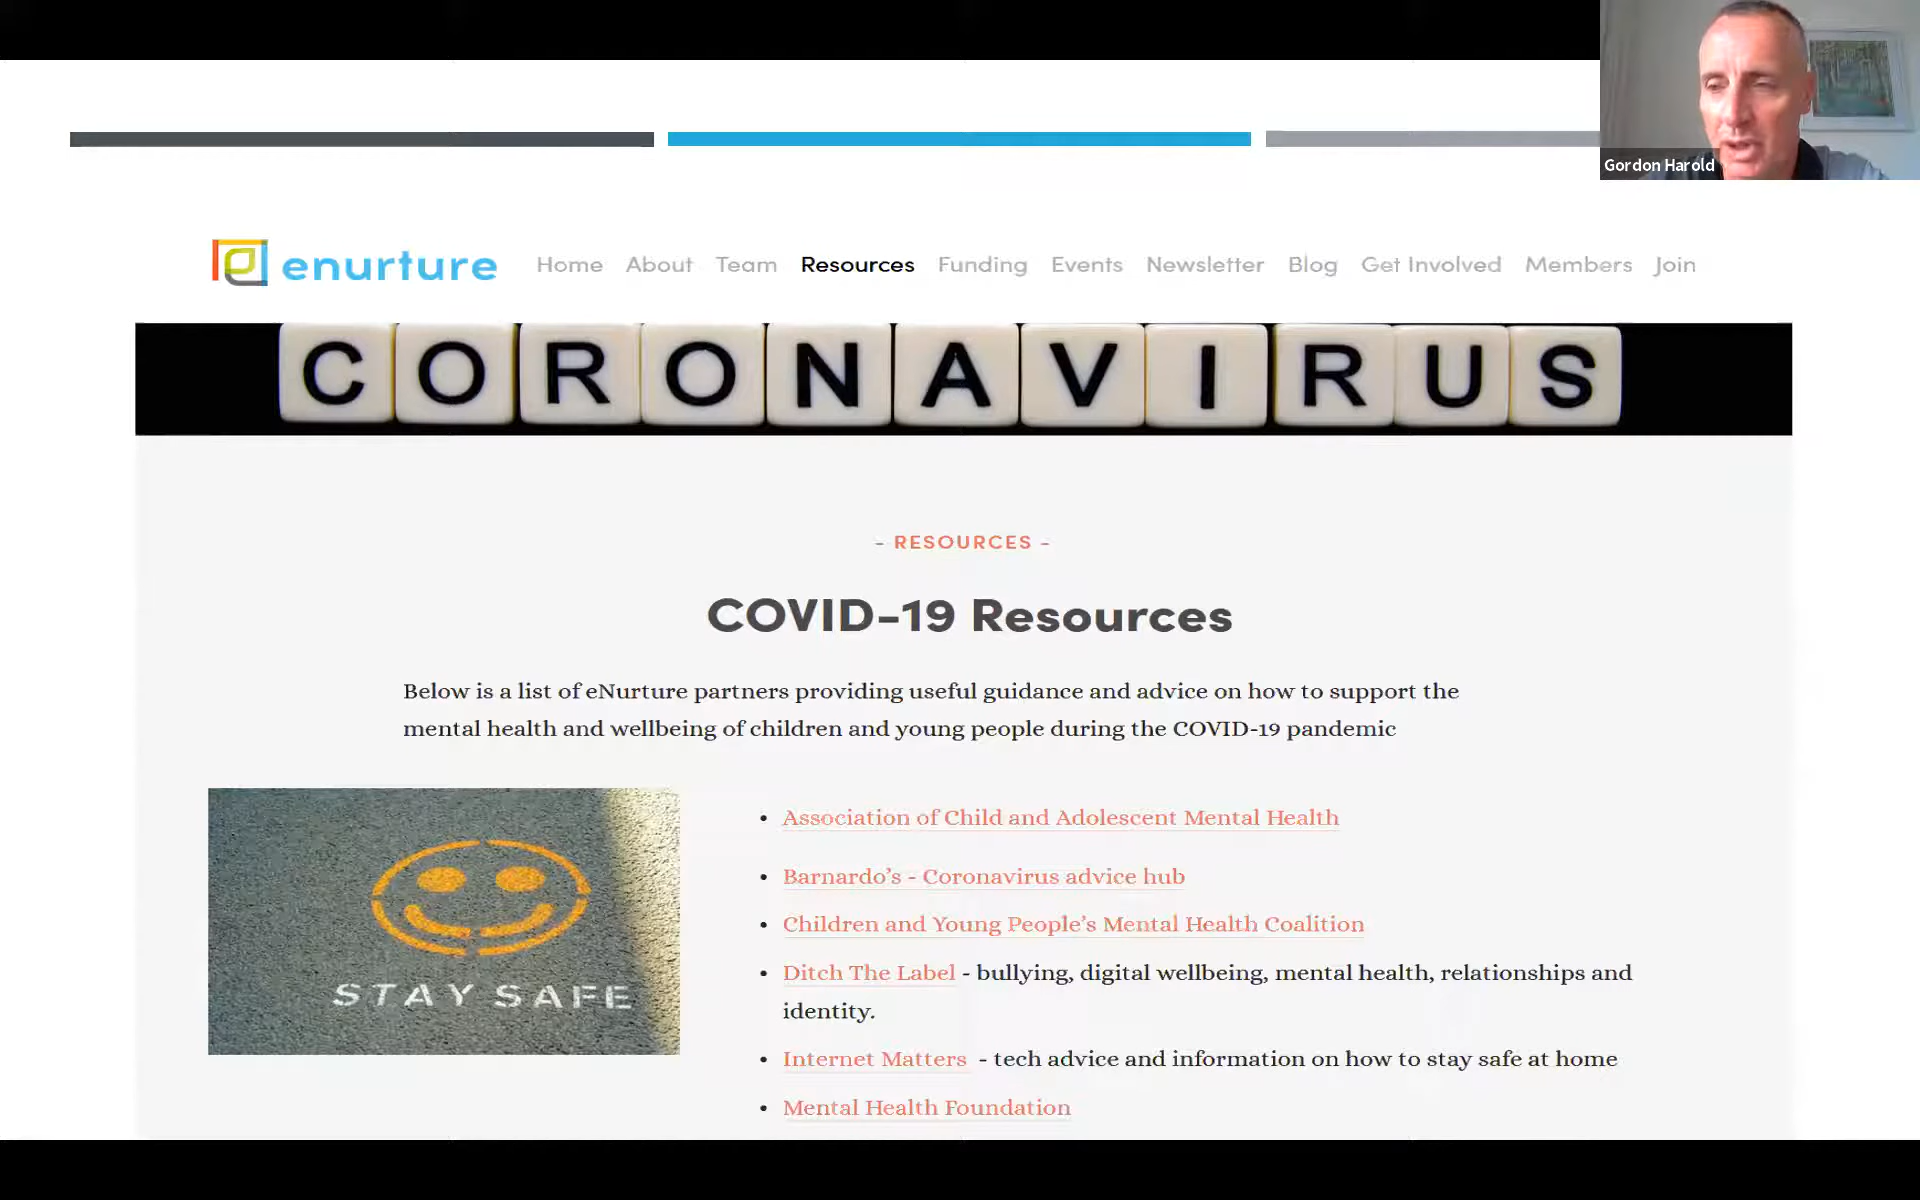 Gordon Harold
enurture Home About Team Resources Funding Events Newsletter Blog Get Involved Members Join
CORONAVIRUS
- RESOURCES -
COVID-19 Resources
Below is a list of eNurture partners providing useful guidance and advice on how to support the
mental health and wellbeing of children and young people during the COVID-19 pandemic
STAY SAFE
• Association of Child and Adolescent Mental Health
• Barnardo’s - Coronavirus advice hub
• Children and Young People’s Mental Health Coalition
• Ditch The Label - bullying, digital wellbeing, mental health, relationships and
identity.
• Internet Matters - tech advice and information on how to stay safe at home
• Mental Health Foundation